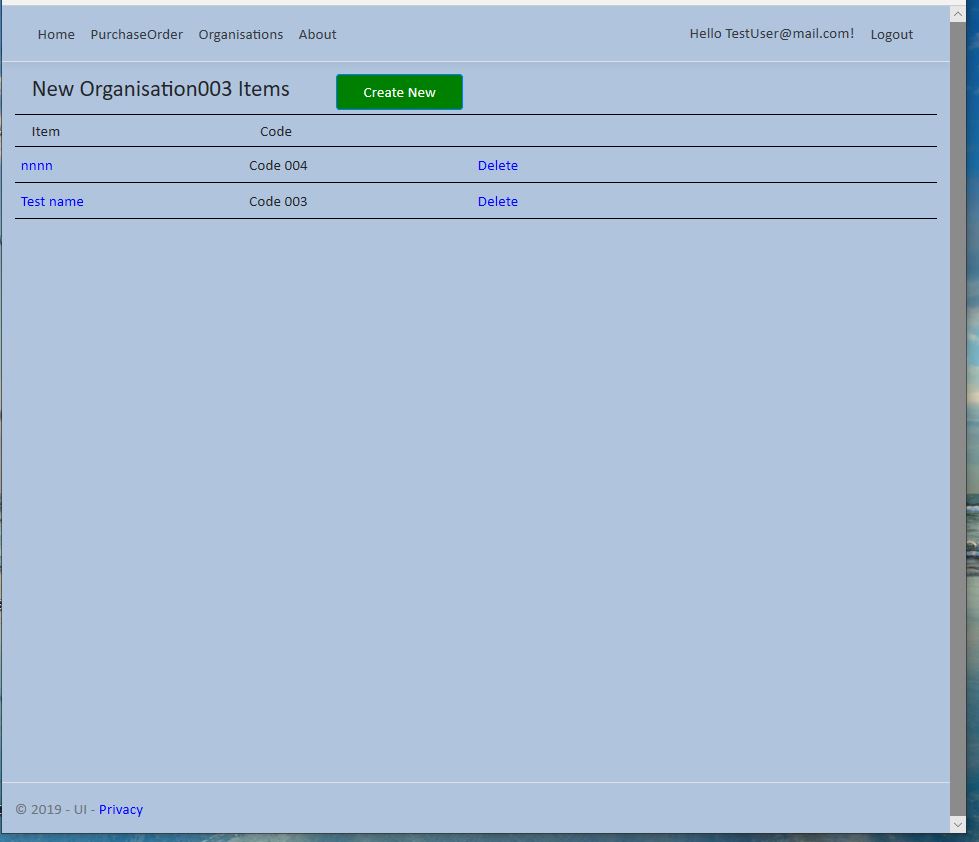 Home PurchaseOrder Organisations About Hello TestUser@mail.com! Logout
New Organisation003 Items Create New
Item Code
nnnn Code 004 Delete
Test name Code 003 Delete
© 2019 - UI - Privacy